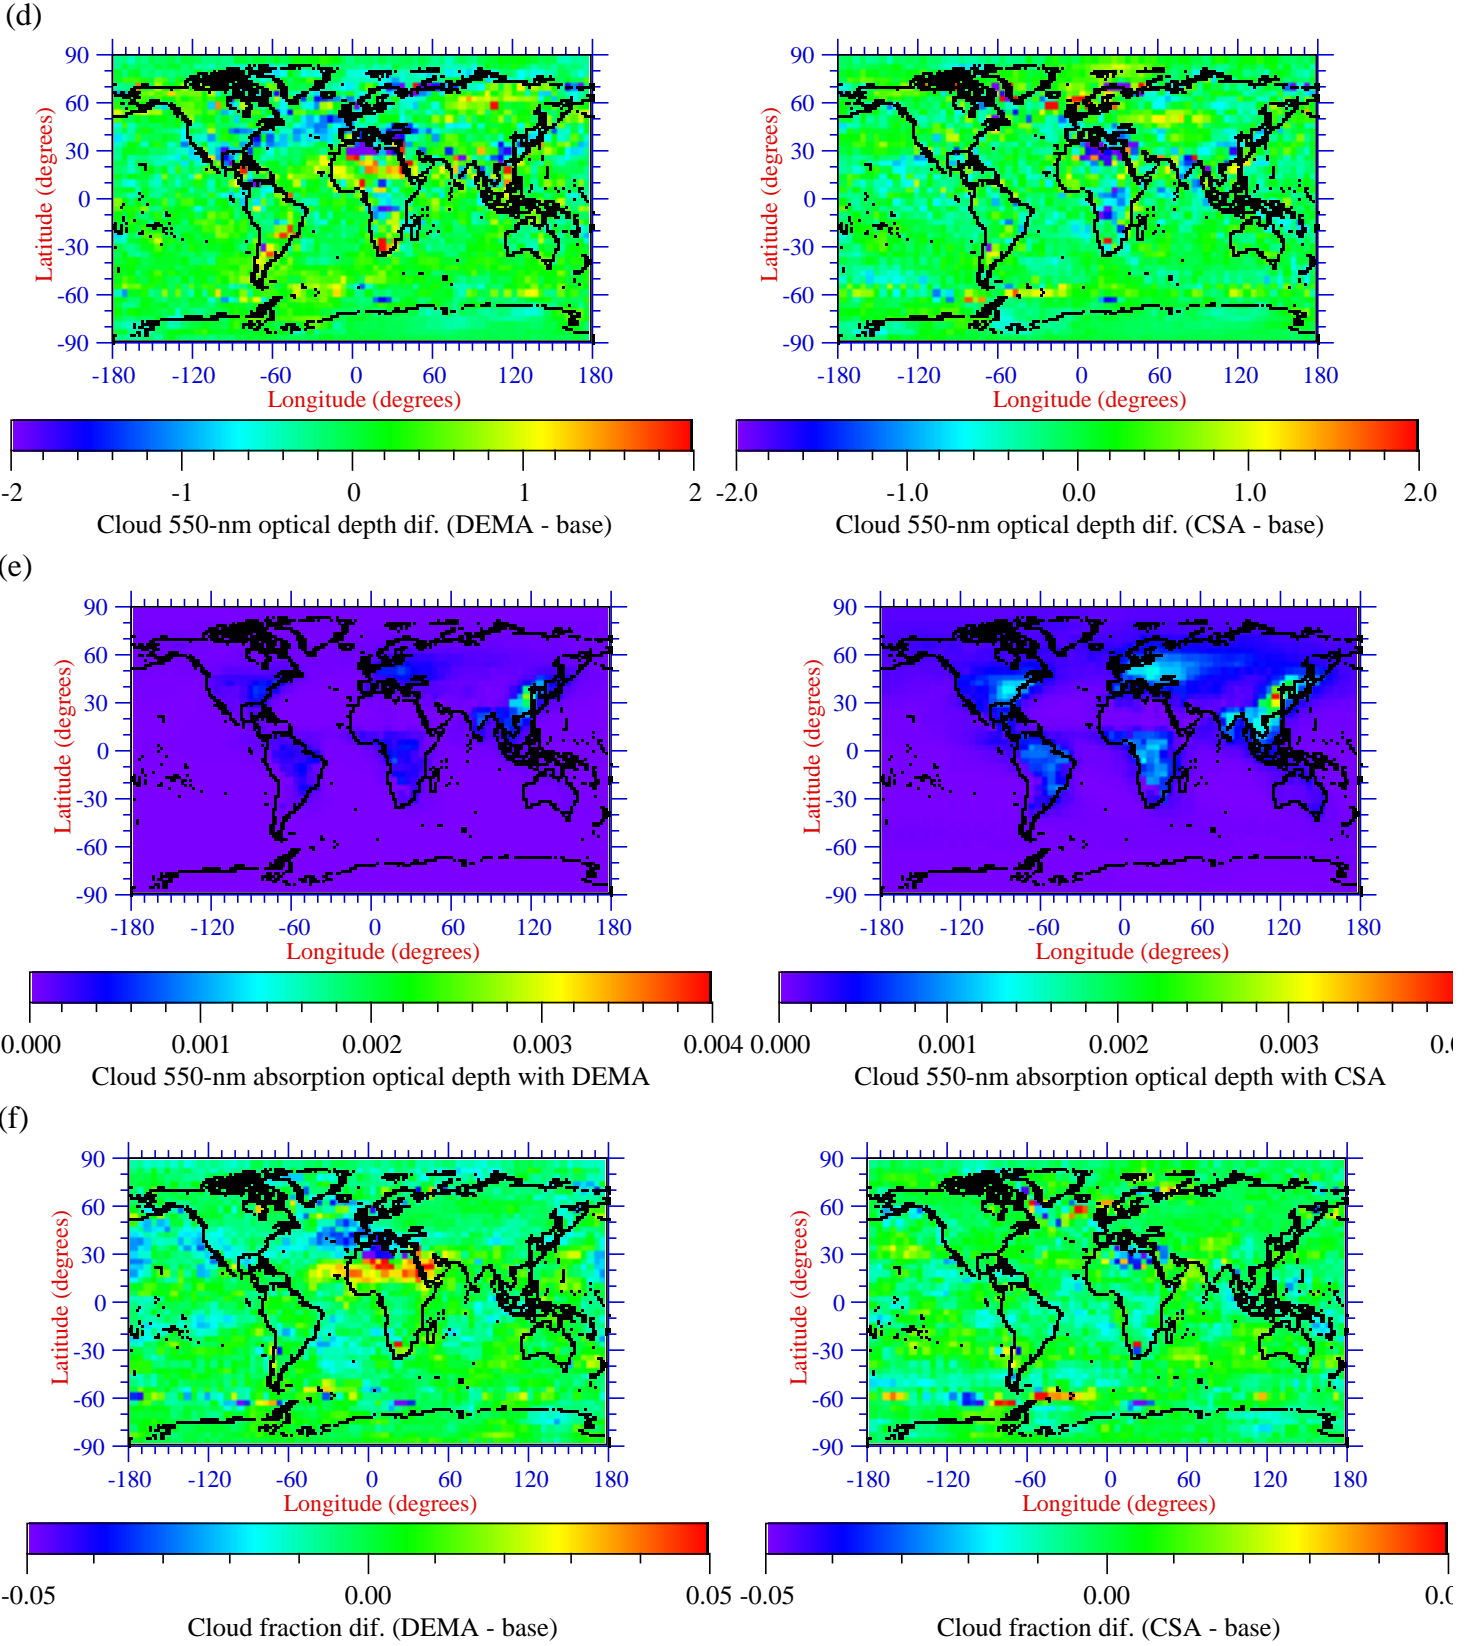 (d)
90 90
60 60
30 30
0 0
-30 -30
-60 -60
-90 -90
Latitude (degrees) Latitude (degrees)
-180 -120 -60 0 60 120 180 -180 -120 -60 0 60 120 180
Longitude (degrees) Longitude (degrees)
-2 -1 0 1 2 -2.0 -1.0 0.0 1.0 2.0
Cloud 550-nm optical depth dif. (DEMA - base) Cloud 550-nm optical depth dif. (CSA - base)
(e)
90 90
60 60
30 30
0 0
-30 -30
-60 -60
-90 -90
Latitude (degrees) Latitude (degrees)
-180 -120 -60 0 60 120 180 -180 -120 -60 0 60 120 180
Longitude (degrees) Longitude (degrees)
0.000 0.001 0.002 0.003 0.004 0.000 0.001 0.002 0.003
Cloud 550-nm absorption optical depth with DEMA Cloud 550-nm absorption optical depth with CSA
(f)
90 90
60 60
30 30
0 0
-30 -30
-60 -60
-90 -90
Latitude (degrees) Latitude (degrees)
-180 -120 -60 0 60 120 180 -180 -120 -60 0 60 120 180
Longitude (degrees) Longitude (degrees)
-0.05 0.00 0.05 -0.05 0.00
Cloud fraction dif. (DEMA - base) Cloud fraction dif. (CSA - base)